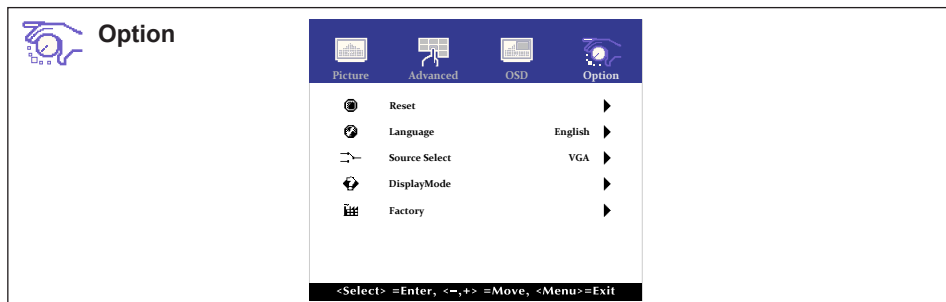 Option
Picture Advanced OSD Option
Reset
Language English
Source Select VGA
DisplayMode
Factory
<Select> =Enter, <−,+> =Move, <Menu>=Exit